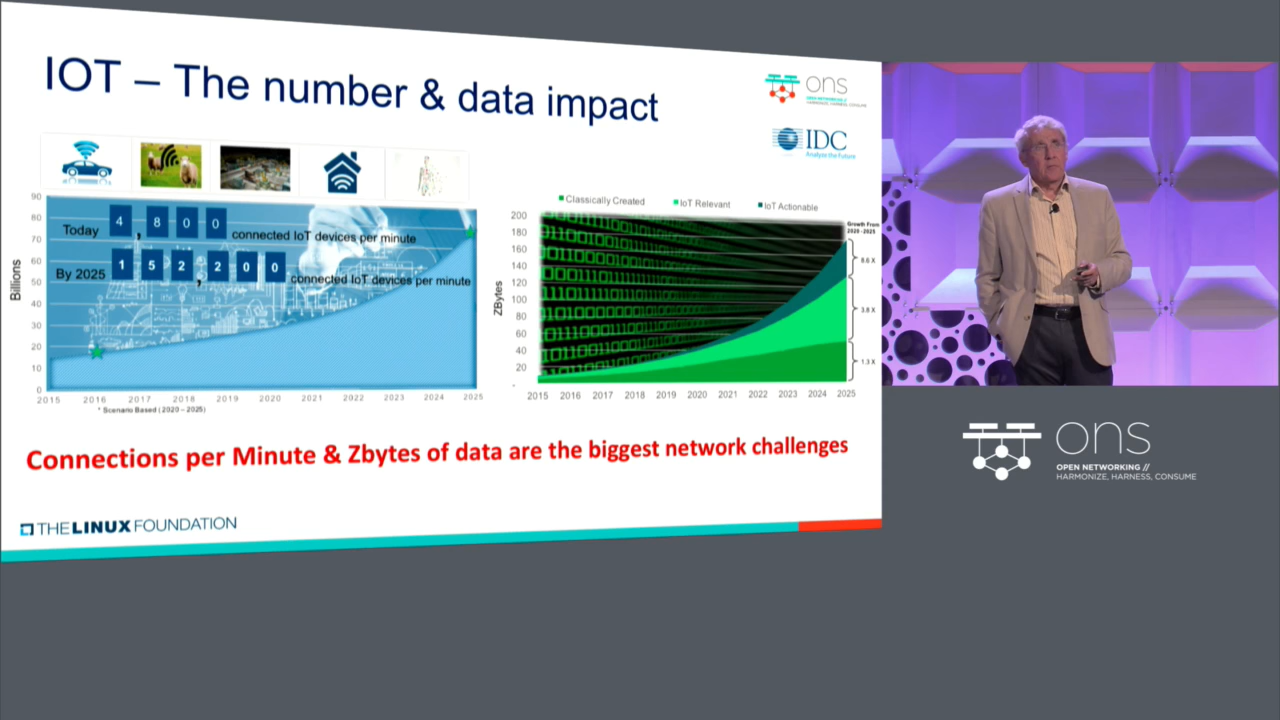 IOT – The number & data impact
ons
OPEN NETWORKING //
HARMONIZE, HARNESS, CONSUME
IDC
Analyze the Future
Billions
90
80
70
60
50
40
30
20
10
0
Today 4,800 connected IoT devices per minute
By 2025 152,200 connected IoT devices per minute
2015 2016 2017 2018 2019 2020 2021 2022 2023 2024 2025
* Scenario Based (2020 – 2025)
Classically Created IoT Relevant IoT Actionable
ZBytes
200
180
160
140
120
100
80
60
40
20
-
Growth From
2020 - 2025
8.6 X
3.8 X
1.3 X
2015 2016 2017 2018 2019 2020 2021 2022 2023 2024 2025
Connections per Minute & Zbytes of data are the biggest network challenges
THE LINUX FOUNDATION
ons
OPEN NETWORKING //
HARMONIZE, HARNESS, CONSUME